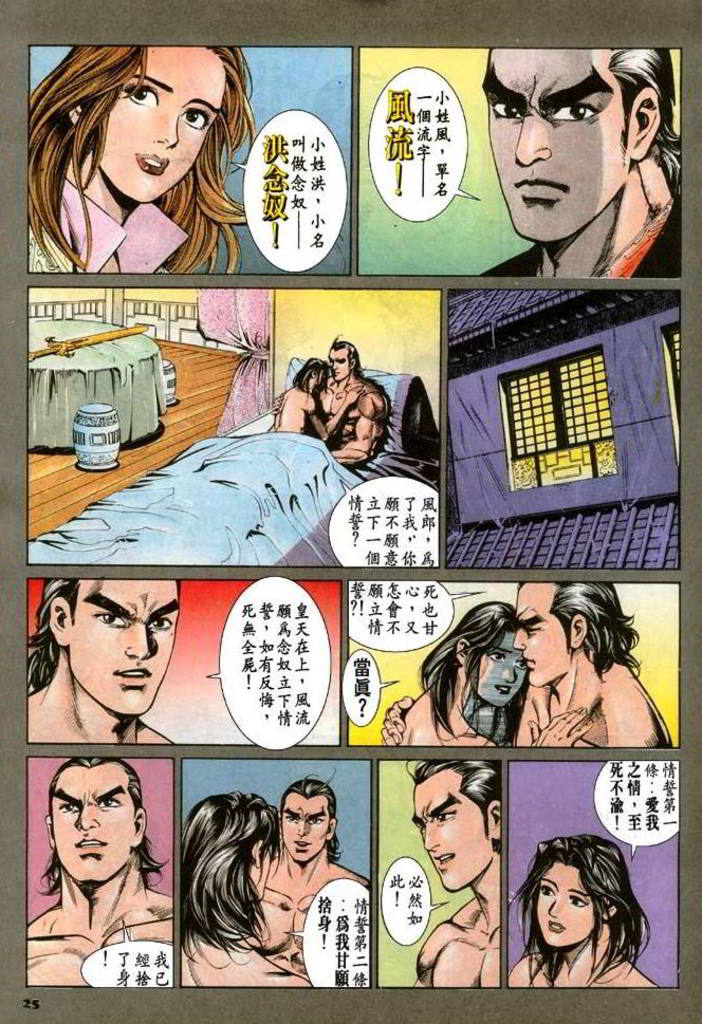 小姓風，單名
一個流字——
風流！
小姓洪，小名
叫做念奴——
洪念奴！
風郎，為
了我，你
願不願意
立下一個
情誓？
死也甘
心，又
怎會不
願立情
誓?!
當真？
皇天在上，風流
願為念奴立下情
誓，如有反悔，
死無全屍！
情誓第一
條：愛我
之情，至
死不渝！
必然如
此！
情誓第二條
：為我甘願
捨身！
我已
經捨
了身
25